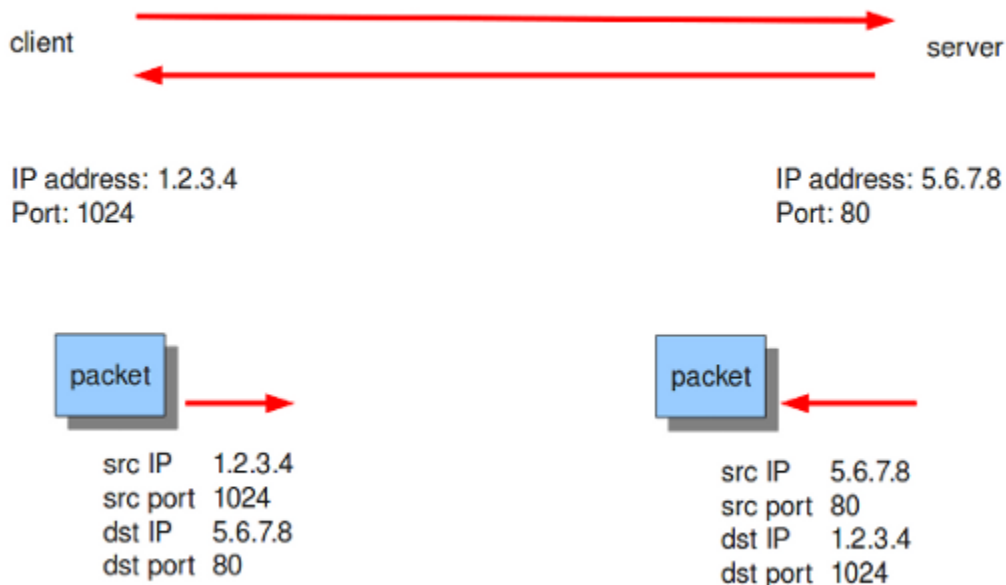 client
server
IP address: 1.2.3.4
Port: 1024
IP address: 5.6.7.8
Port: 80
packet
src IP 1.2.3.4
src port 1024
dst IP 5.6.7.8
dst port 80
packet
src IP 5.6.7.8
src port 80
dst IP 1.2.3.4
dst port 1024